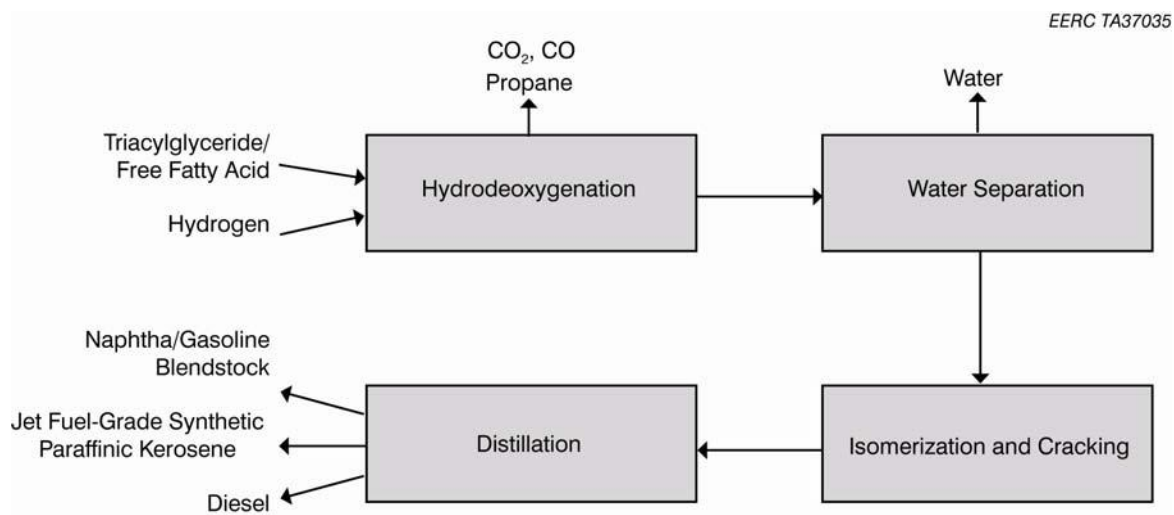 EERC TA37035
CO₂, CO
Propane
Water
Triacylglyceride/
Free Fatty Acid
Hydrogen
Hydrodeoxygenation
Water Separation
Naphtha/Gasoline
Blendstock
Jet Fuel-Grade Synthetic
Paraffinic Kerosene
Diesel
Distillation
Isomerization and Cracking